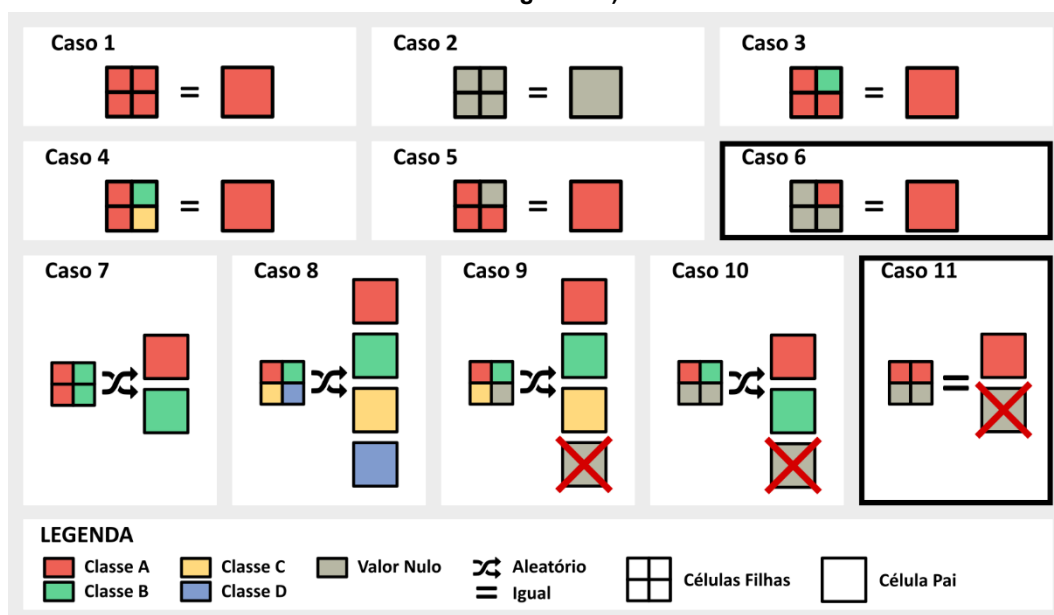 Caso 1
Caso 2
Caso 3
=
=
=
Caso 4
Caso 5
Caso 6
=
=
=
Caso 7
Caso 8
Caso 9
Caso 10
Caso 11
=
LEGENDA
Classe A
Classe C
Valor Nulo
Aleatório
Células Filhas
Célula Pai
Classe B
Classe D
= Igual